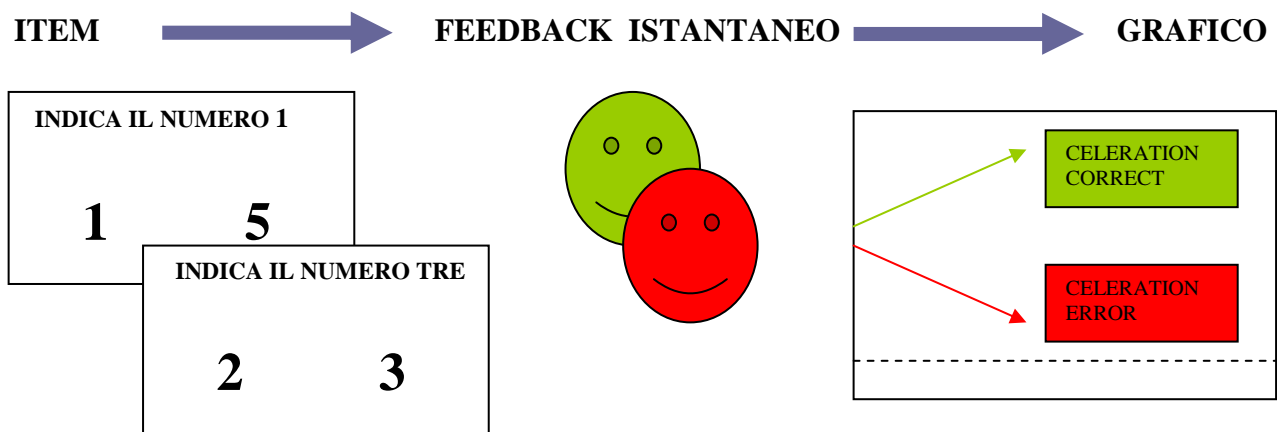 ITEM FEEDBACK ISTANTANEO GRAFICO
INDICA IL NUMERO 1
1 5
INDICA IL NUMERO TRE
2 3
CELERATION
CORRECT
CELERATION
ERROR